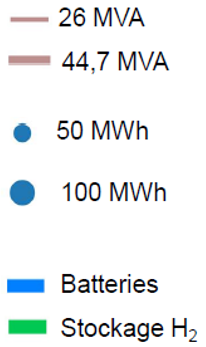 26 MVA
44,7 MVA
50 MWh
100 MWh
Batteries
Stockage H₂